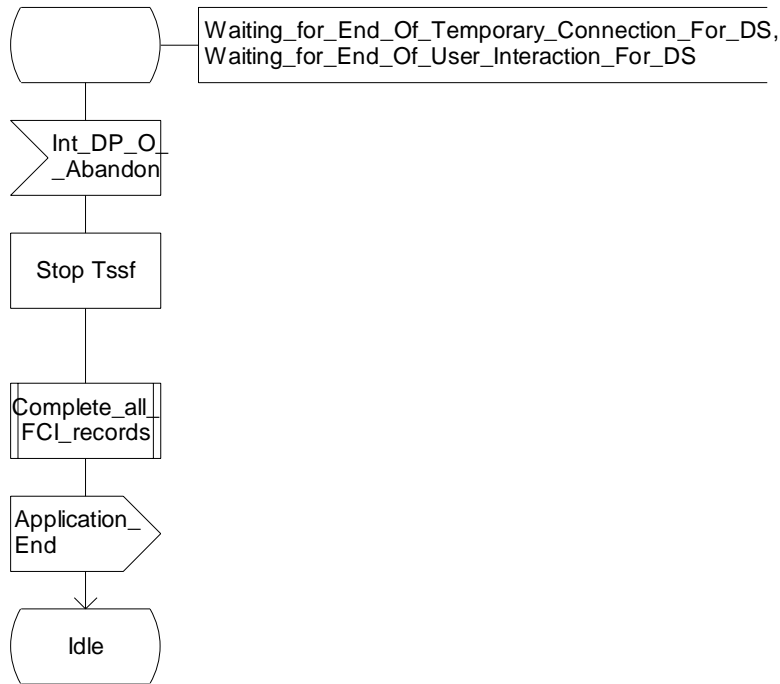 Waiting_for_End_Of_Temporary_Connection_For_DS,
Waiting_for_End_Of_User_Interaction_For_DS
Int_DP_O_
_Abandon
Stop Tssf
Complete_all_
FCI_records
Application_
End
Idle